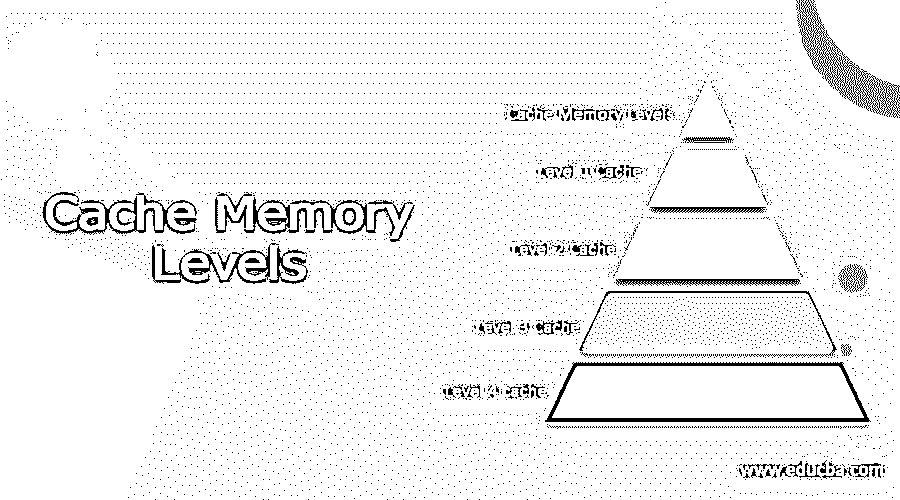 Cache Memory
Levels
Cache Memory Levels
Level 1 Cache
Level 2 Cache
Level 3 Cache
Level 4 cache
www.educba.com